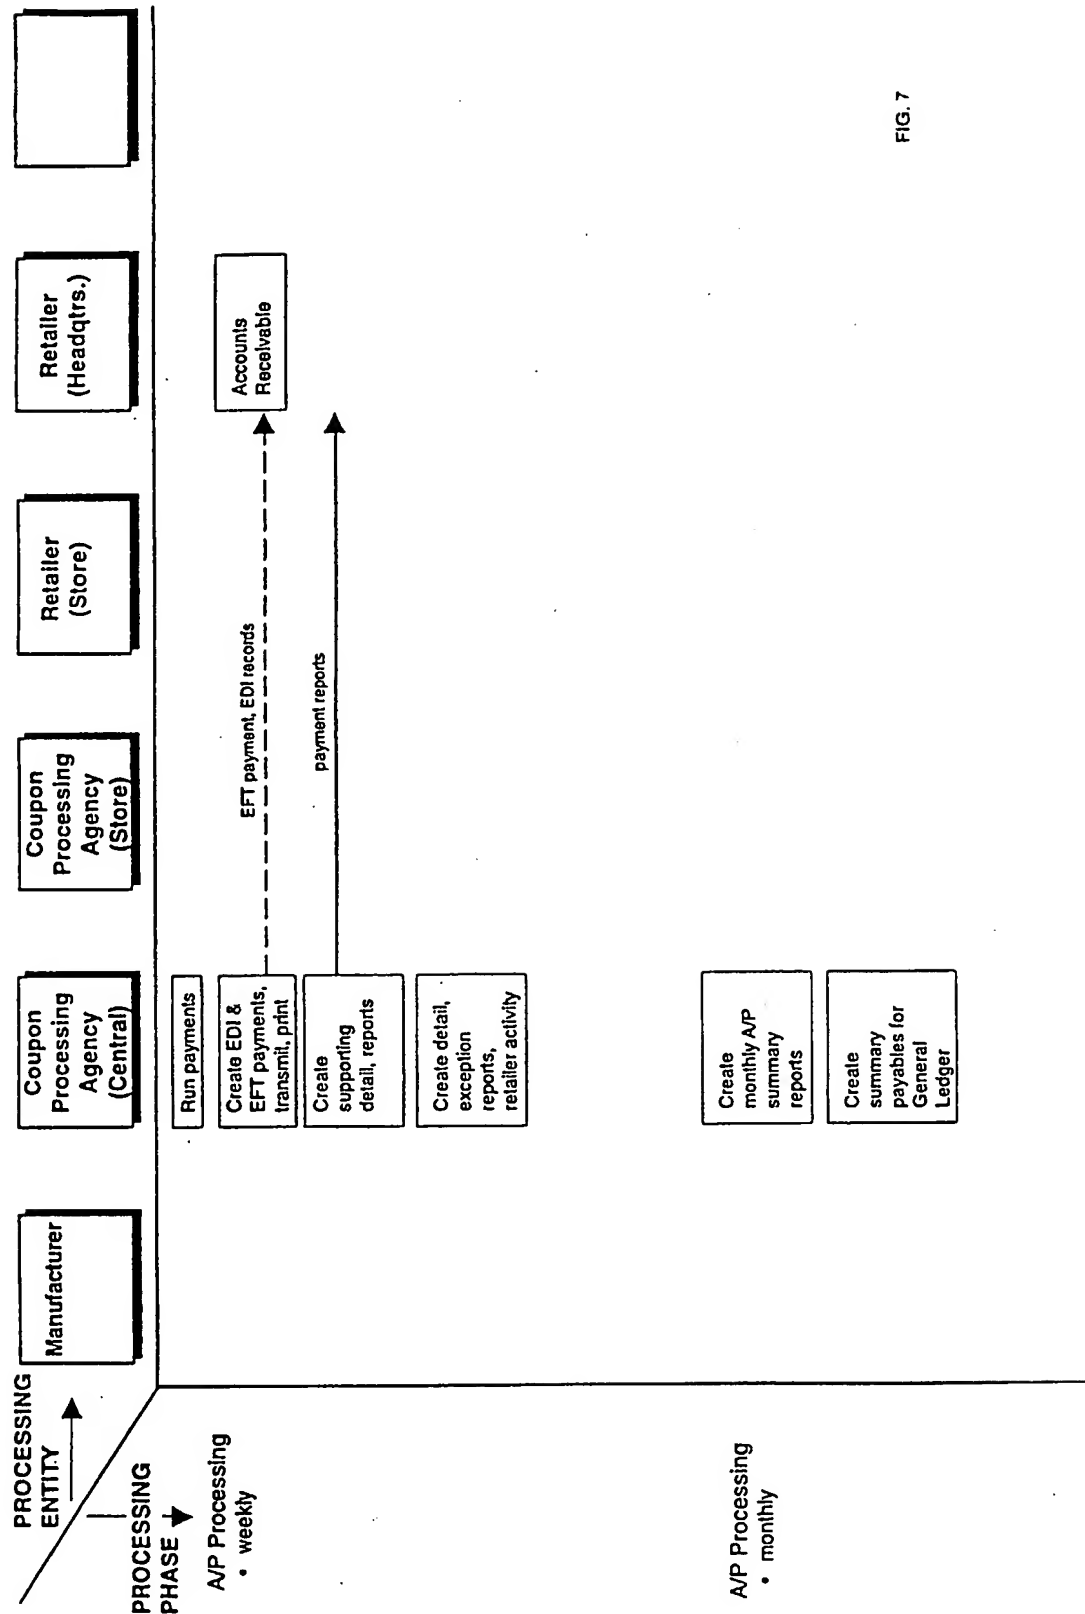 PROCESSING
ENTITY
PROCESSING
PHASE
Manufacturer
Coupon
Processing
Agency
(Central)
Coupon
Processing
Agency
(Store)
Retailer
(Store)
Retailer
(Headqtrs.)
A/P Processing
• weekly
Run payments
Create EDI &
EFT payments,
transmit, print
EFT payment, EDI records
Accounts
Receivable
Create
supporting
detail, reports
payment reports
Create detail,
exception
reports,
retailer activity
A/P Processing
• monthly
Create
monthly A/P
summary
reports
Create
summary
payables for
General
Ledger
FIG. 7